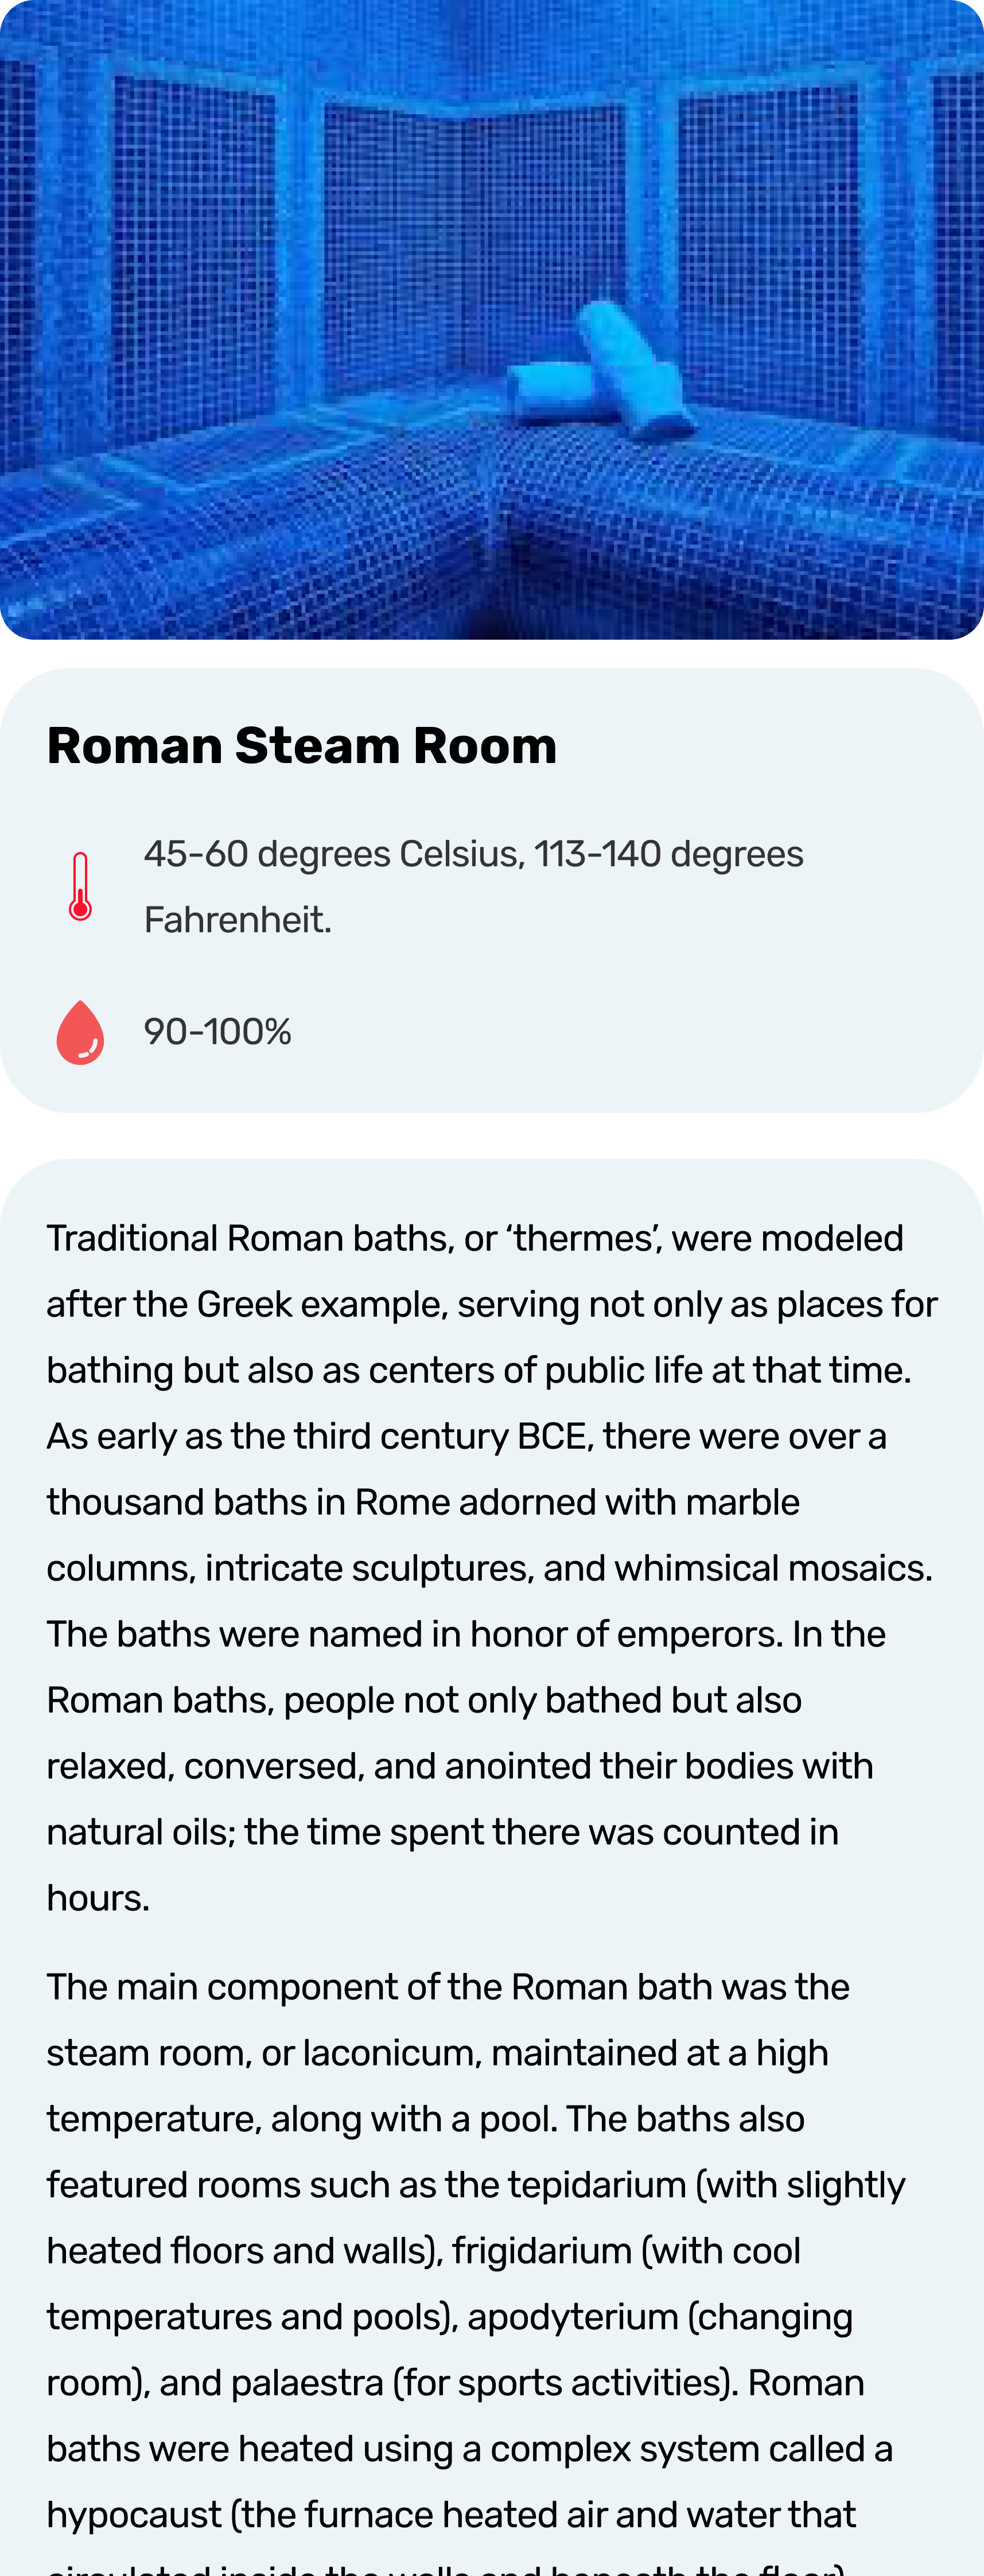 Roman Steam Room
45-60 degrees Celsius, 113-140 degrees
Fahrenheit.
90-100%
Traditional Roman baths, or ‘thermes’, were modeled
after the Greek example, serving not only as places for
bathing but also as centers of public life at that time.
As early as the third century BCE, there were over a
thousand baths in Rome adorned with marble
columns, intricate sculptures, and whimsical mosaics.
The baths were named in honor of emperors. In the
Roman baths, people not only bathed but also
relaxed, conversed, and anointed their bodies with
natural oils; the time spent there was counted in
hours.
The main component of the Roman bath was the
steam room, or laconicum, maintained at a high
temperature, along with a pool. The baths also
featured rooms such as the tepidarium (with slightly
heated floors and walls), frigidarium (with cool
temperatures and pools), apodyterium (changing
room), and palaestra (for sports activities). Roman
baths were heated using a complex system called a
hypocaust (the furnace heated air and water that
circulated inside the walls and beneath the floor).